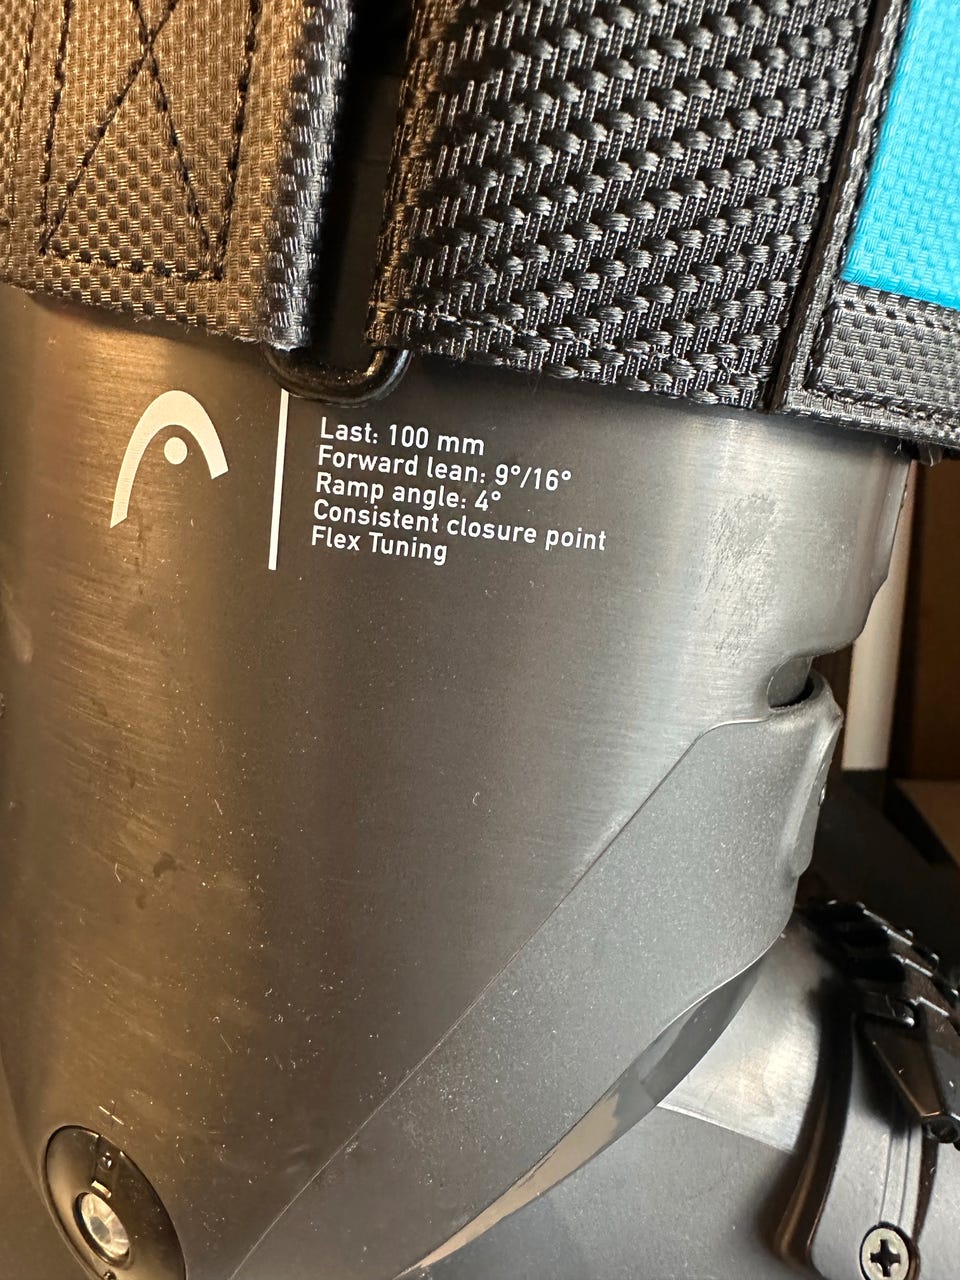 Last: 100 mm
Forward lean: 9°/16°
Ramp angle: 4°
Consistent closure point
Flex Tuning